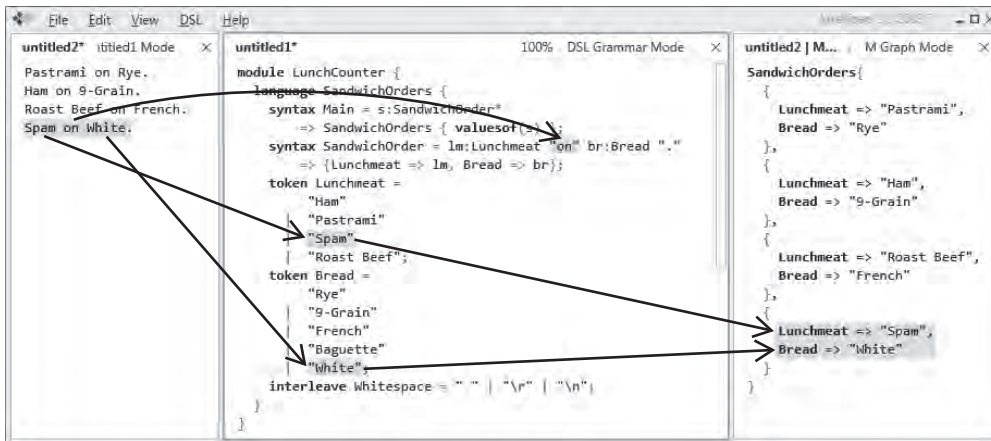 File Edit View DSL Help
untitled2* titled1 Mode ×
Pastrami on Rye.
Ham on 9-Grain.
Roast Beef on French.
Spam on White.
untitled1* 100% DSL Grammar Mode ×
module LunchCounter {
language SandwichOrders {
syntax Main = s:SandwichOrder*
=> SandwichOrders { valuesof(s) };
syntax SandwichOrder = lm:Lunchmeat "on" br:Bread "."
=> {Lunchmeat => lm, Bread => br};
token Lunchmeat =
"Ham"
| "Pastrami"
| "Spam"
| "Roast Beef";
token Bread =
"Rye"
| "9-Grain"
| "French"
| "Baguette"
| "White";
interleave Whitespace = " " | "\r" | "\n";
}
}
untitled2 | M... M Graph Mode ×
SandwichOrders{
{
Lunchmeat => "Pastrami",
Bread => "Rye"
},
{
Lunchmeat => "Ham",
Bread => "9-Grain"
},
{
Lunchmeat => "Roast Beef",
Bread => "French"
},
{
Lunchmeat => "Spam",
Bread => "White"
}
}